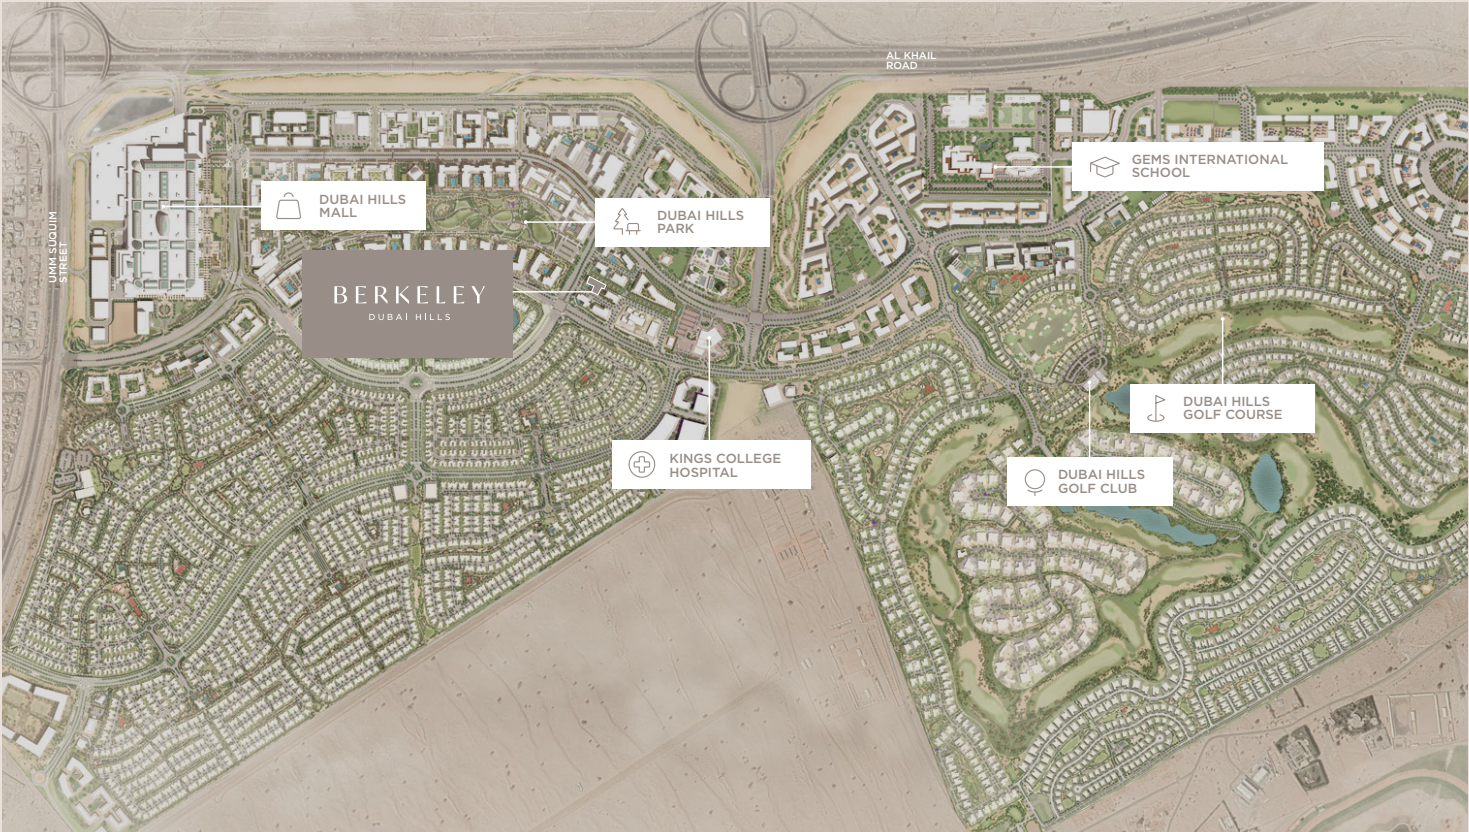 AL KHAIL
ROAD
GEMS INTERNATIONAL
SCHOOL
DUBAI HILLS
MALL
DUBAI HILLS
PARK
UMM SUQUIM
STREET
BERKELEY
DUBAI HILLS
DUBAI HILLS
GOLF COURSE
KINGS COLLEGE
HOSPITAL
DUBAI HILLS
GOLF CLUB